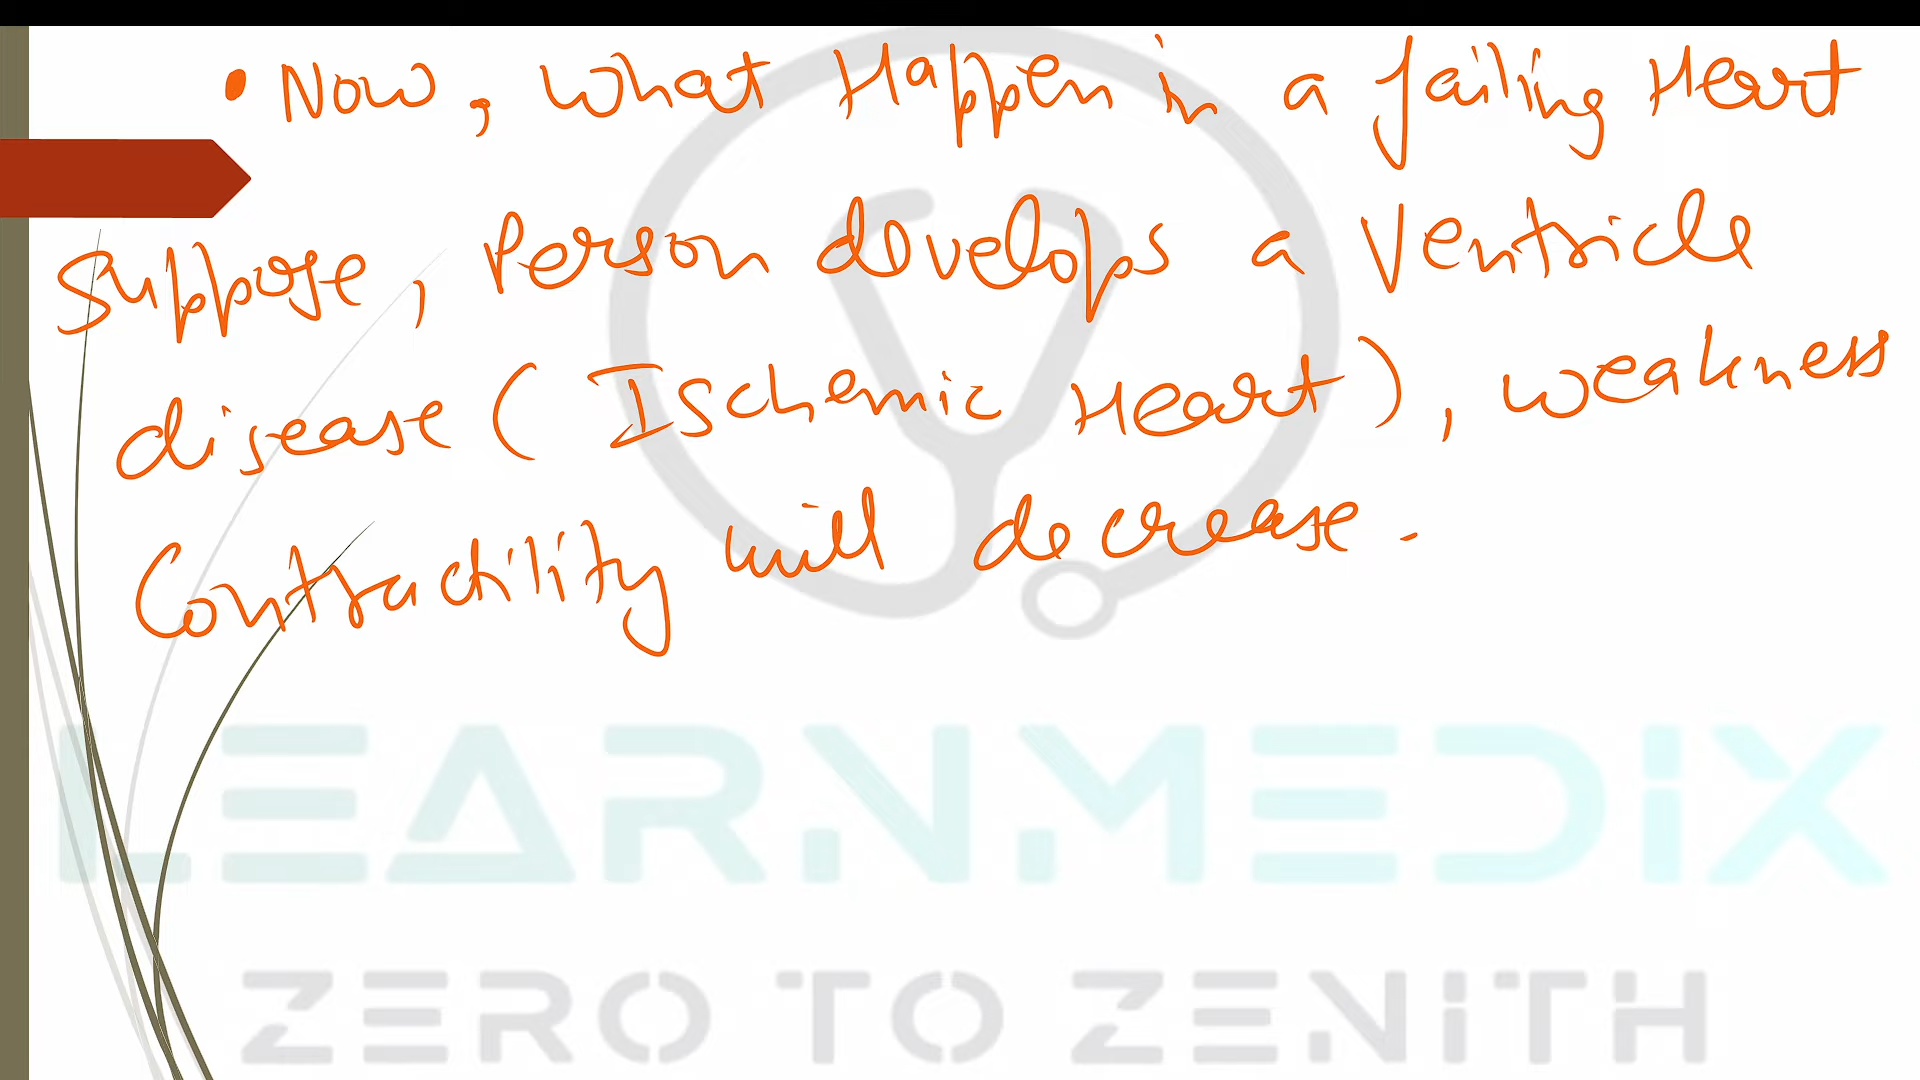 • Now, What Happen in a failing Heart
Suppose, Person develops a Ventricle
disease (Ischemic Heart), weakness
Contractility will decrease.
LEARNMEDiX
ZERO TO ZENiTH